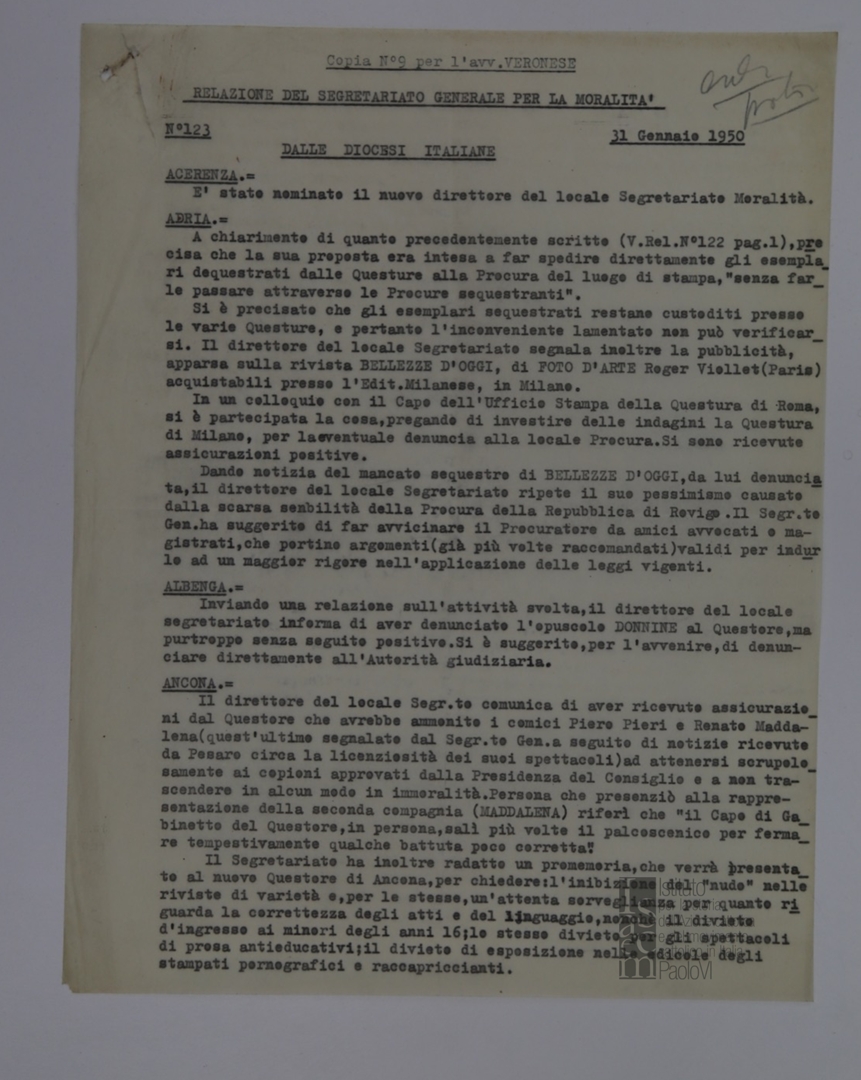 Copia N°9 per l'avv.VERONESE
RELAZIONE DEL SEGRETARIATO GENERALE PER LA MORALITA'
N°123
31 Gennaio 1950
DALLE DIOCESI ITALIANE
ACERENZA.=
E' stato nominato il nuovo direttore del locale Segretariato Moralità.
ADRIA.=
A chiarimento di quanto precedentemente scritto (V.Rel.N°122 pag.1),pre
cisa che la sua proposta era intesa a far spedire direttamente gli esempla_
ri dequestrati dalle Questure alla Procura del luogo di stampa,"senza far_
le passare attraverso le Procure sequestranti".
Si è precisato che gli esemplari sequestrati restano custoditi presso
le varie Questure, e pertanto l'inconveniente lamentato non può verificar_
si. Il direttore del locale Segretariato segnala inoltre la pubblicità,
apparsa sulla rivista BELLEZZE D'OGGI, di FOTO D'ARTE Roger Viollet(Paris)
acquistabili presso l'Edit.Milanese, in Milano.
In un colloquio con il Capo dell'Ufficio Stampa della Questura di Roma,
si è partecipata la cosa,pregando di investire delle indagini la Questura
di Milano, per laeventuale denuncia alla locale Procura.Si sono ricevute
assicurazioni positive.
Dando notizia del mancato sequestro di BELLEZZE D'OGGI,da lui denuncia
ta,il direttore del locale Segretariato ripete il suo pessimismo causato
dalla scarsa senbilità della Procura della Repubblica di Rovigo.Il Segr.to
Gen.ha suggerito di far avvicinare il Procuratore da amici avvocati e ma-
gistrati,che portino argomenti(già più volte raccomandati)validi per indur
lo ad un maggior rigore nell'applicazione delle leggi vigenti.
ALBENGA.=
Inviando una relazione sull'attività svolta,il direttore del locale
segretariato informa di aver denunciato l'opuscolo DONNINE al Questore,ma
purtroppo senza seguito positivo.Si è suggerito,per l'avvenire,di denun-
ciare direttamente all'Autorità giudiziaria.
ANCONA.=
Il direttore del locale Segr.to comunica di aver ricevuto assicurazio_
ni dal Questore che avrebbe ammonito i comici Piero Pieri e Renato Madda-
lena(quest'ultimo segnalato dal Segr.to Gen.a seguito di notizie ricevute
da Pesaro circa la licenziosità dei suoi spettacoli)ad attenersi scrupolo_
samente ai copioni approvati dalla Presidenza del Consiglio e a non tra-
scendere in alcun modo in immoralità.Persona che presenziò alla rappre-
sentazione della seconda compagnia (MADDALENA) riferì che "il Capo di Ga_
binetto del Questore,in persona,salì più volte il palcoscenico per ferma_
re tempestivamente qualche battuta poco corretta".
Il Segretariato ha inoltre radatto un promemoria,che verrà presenta_
to al nuovo Questore di Ancona,per chiedere:l'inibizione del "nudo" nelle
riviste di varietà e,per le stesse,un'attenta sorveglianza per quanto ri
guarda la correttezza degli atti e del linguaggio,nonchè il divieto
d'ingresso ai minori degli anni 16;lo stesso divieto per gli spettacoli
di prosa antieducativi;il divieto di esposizione nelle edicole degli
stampati pornografici e raccapriccianti.
Istituto
Paolo VI